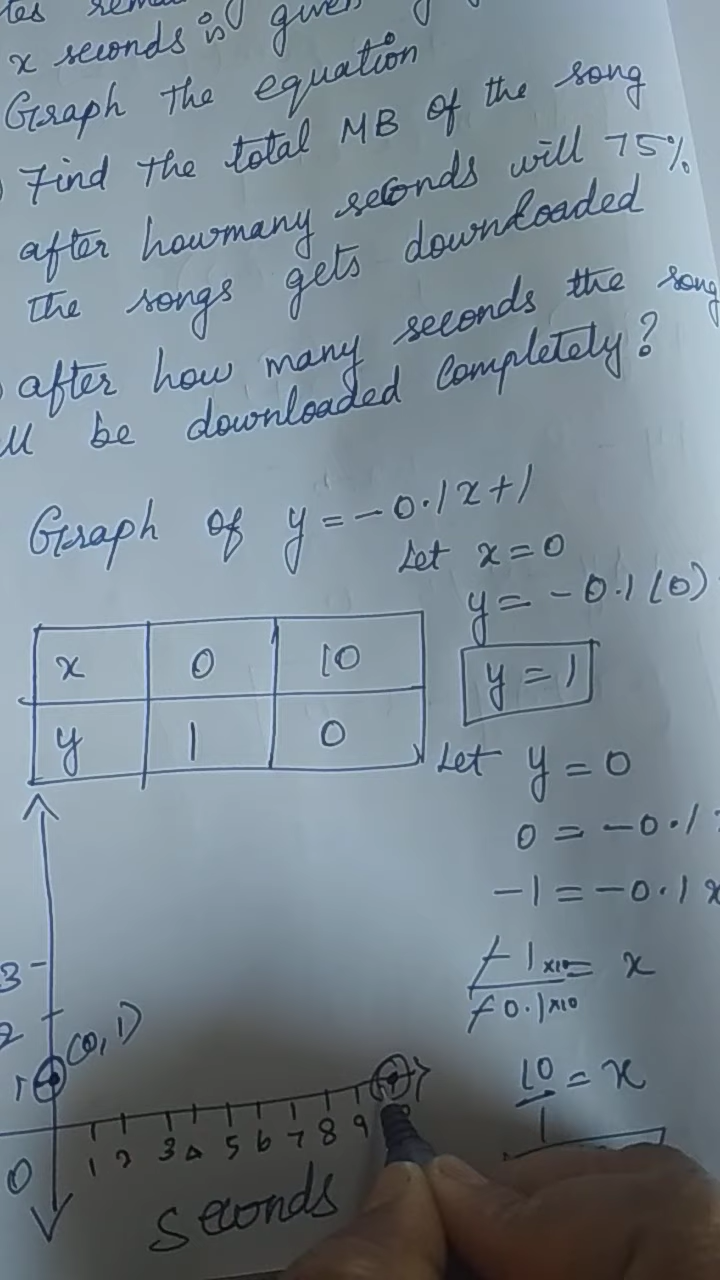 x seconds is given
Graph the equation
Find the total MB of the song
after howmany seconds will 75%
the songs gets downloaded
after how many seconds the song
be downloaded completely?
Graph of y = -0.1x+1
Let x=0
y = -0.1(0)
x 0 10
y = 1
y 1 0
Let y = 0
0 = -0.1
-1 = -0.1x
3
-1×10 = x
-0.1×10
2
(0,1)
1
10 = x
1
0 1 2 3 4 5 6 7 8 9
Seconds